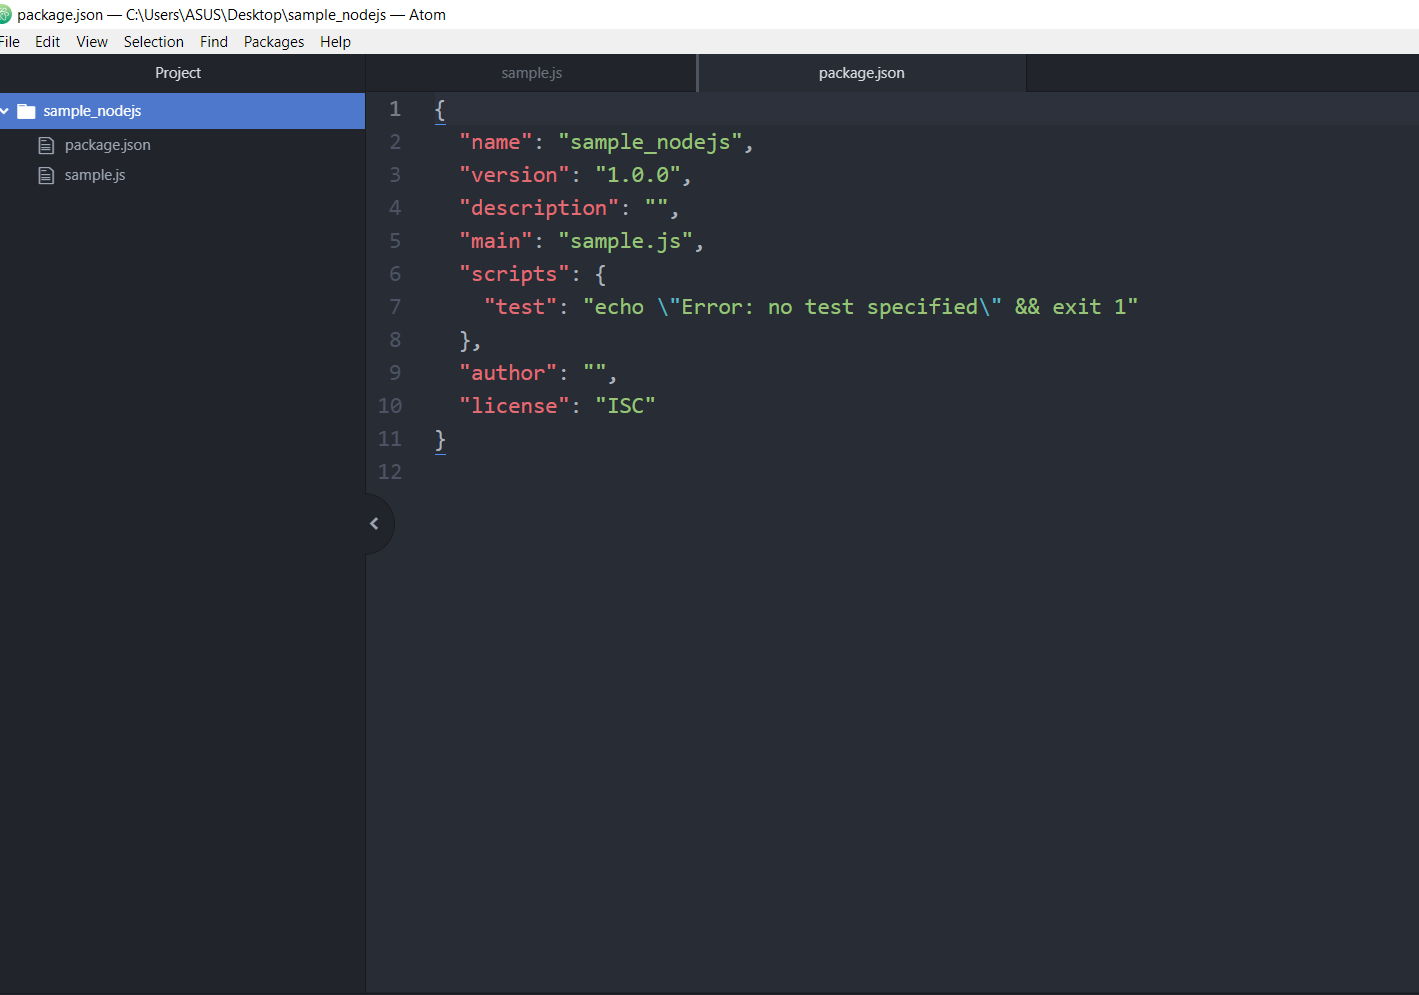 package.json — C:\Users\ASUS\Desktop\sample_nodejs — Atom
File Edit View Selection Find Packages Help
Project
sample_nodejs
package.json
sample.js
sample.js package.json
1 {
2 "name": "sample_nodejs",
3 "version": "1.0.0",
4 "description": "",
5 "main": "sample.js",
6 "scripts": {
7 "test": "echo \"Error: no test specified\" && exit 1"
8 },
9 "author": "",
10 "license": "ISC"
11 }
12